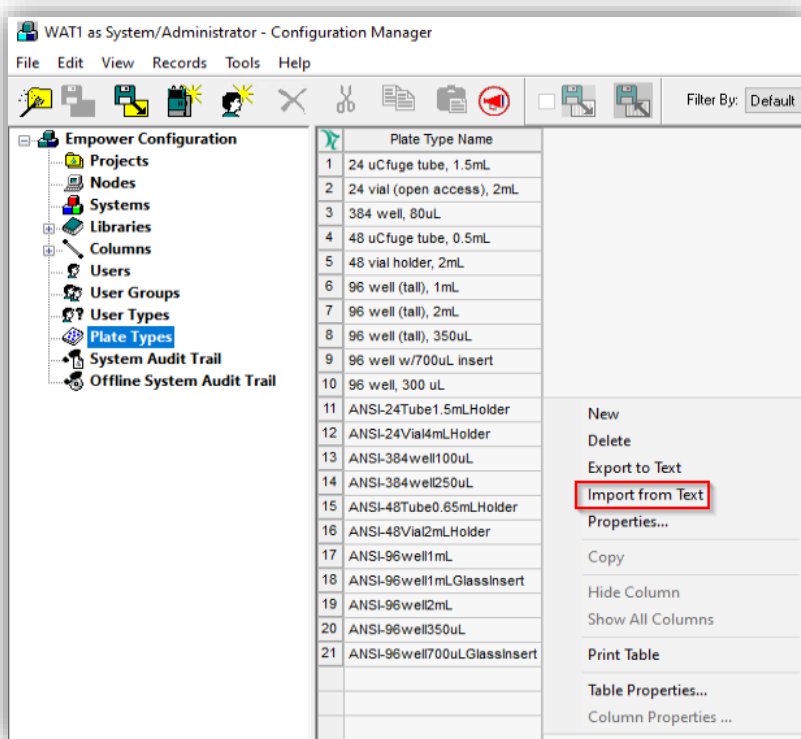 WAT1 as System/Administrator - Configuration Manager
File Edit View Records Tools Help
Filter By: Default
Empower Configuration
Projects
Nodes
Systems
Libraries
Columns
Users
User Groups
User Types
Plate Types
System Audit Trail
Offline System Audit Trail
Plate Type Name
1 24 uCfuge tube, 1.5mL
2 24 vial (open access), 2mL
3 384 well, 80uL
4 48 uCfuge tube, 0.5mL
5 48 vial holder, 2mL
6 96 well (tall), 1mL
7 96 well (tall), 2mL
8 96 well (tall), 350uL
9 96 well w/700uL insert
10 96 well, 300 uL
11 ANSI-24Tube1.5mLHolder
12 ANSI-24Vial4mLHolder
13 ANSI-384well100uL
14 ANSI-384well250uL
15 ANSI-48Tube0.65mLHolder
16 ANSI-48Vial2mLHolder
17 ANSI-96well1mL
18 ANSI-96well1mLGlassInsert
19 ANSI-96well2mL
20 ANSI-96well350uL
21 ANSI-96well700uLGlassInsert
New
Delete
Export to Text
Import from Text
Properties...
Copy
Hide Column
Show All Columns
Print Table
Table Properties...
Column Properties ...